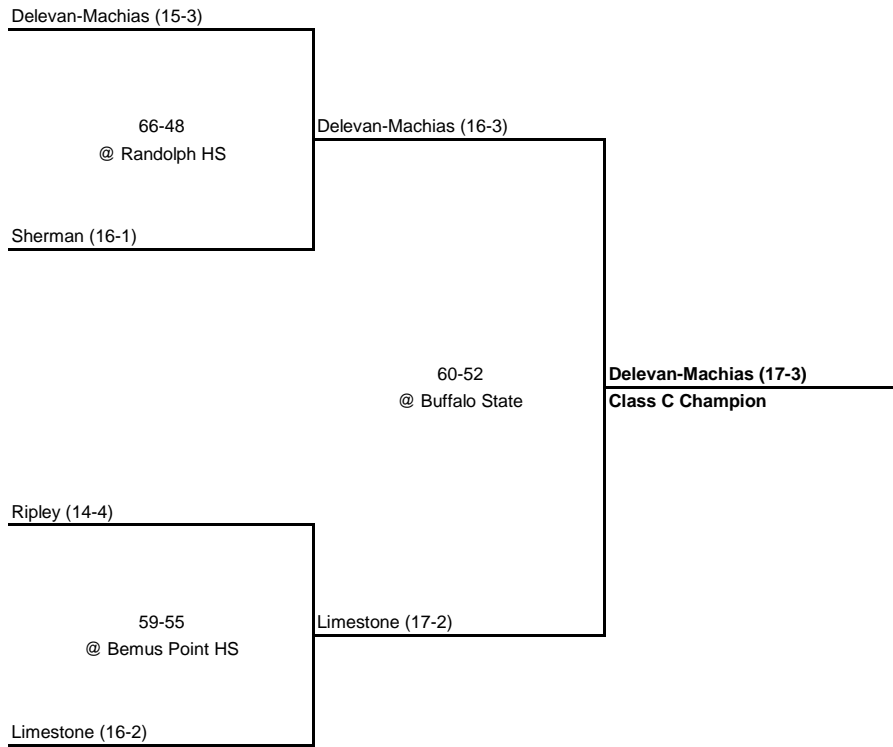 Delevan-Machias (15-3)
66-48
@ Randolph HS
Delevan-Machias (16-3)
Sherman (16-1)
60-52
@ Buffalo State
Delevan-Machias (17-3)
Class C Champion
Ripley (14-4)
59-55
@ Bemus Point HS
Limestone (17-2)
Limestone (16-2)